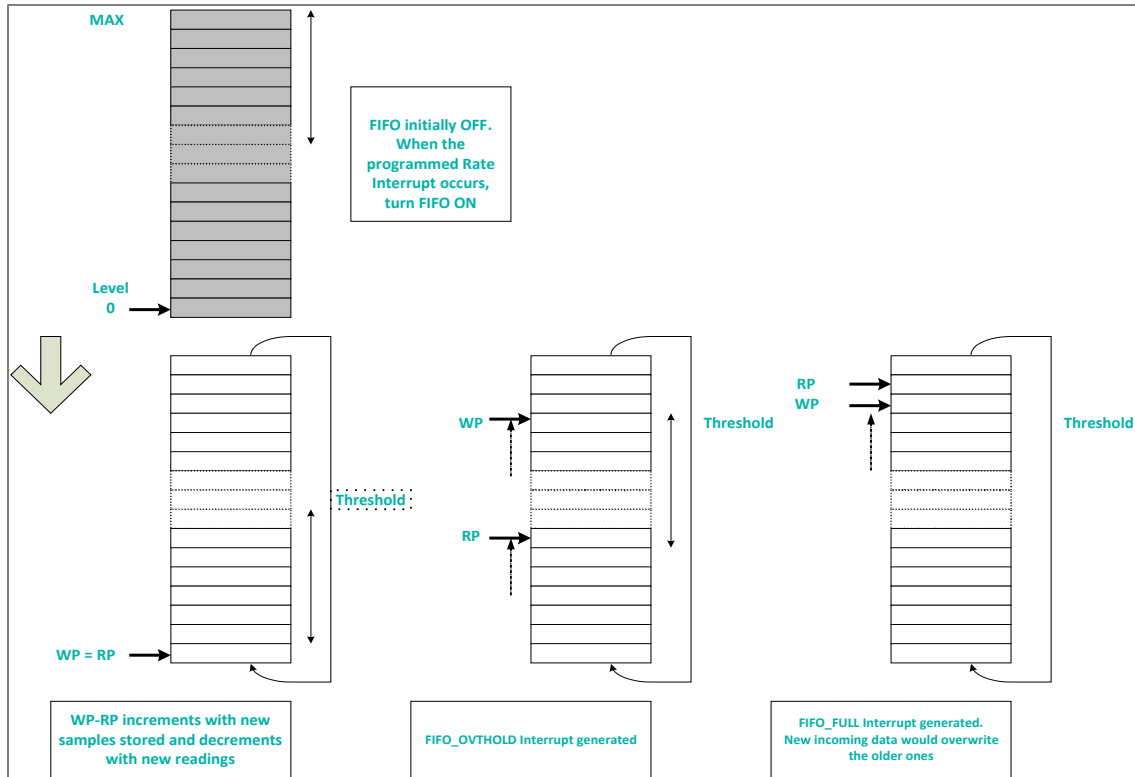 MAX
FIFO initially OFF.
When the
programmed Rate
Interrupt occurs,
turn FIFO ON
Level
0
WP = RP
Threshold
WP
RP
Threshold
RP
WP
Threshold
WP-RP increments with new
samples stored and decrements
with new readings
FIFO_OVTHOLD Interrupt generated
FIFO_FULL Interrupt generated.
New incoming data would overwrite
the older ones